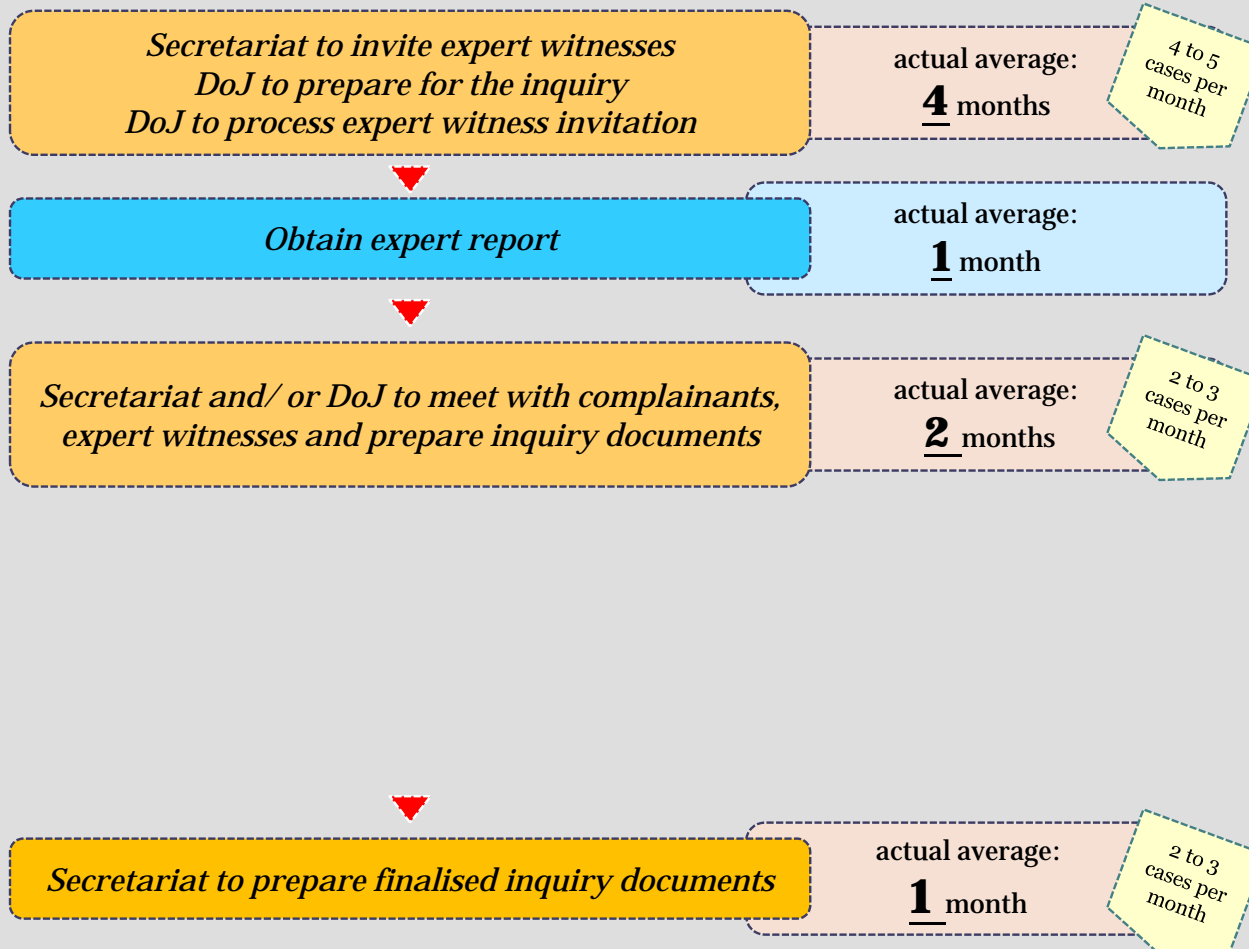 Secretariat to invite expert witnesses
DoJ to prepare for the inquiry
DoJ to process expert witness invitation
actual average:
4 months
4 to 5
cases per
month
Obtain expert report
actual average:
1 month
Secretariat and/ or DoJ to meet with complainants,
expert witnesses and prepare inquiry documents
actual average:
2 months
2 to 3
cases per
month
Secretariat to prepare finalised inquiry documents
actual average:
1 month
2 to 3
cases per
month